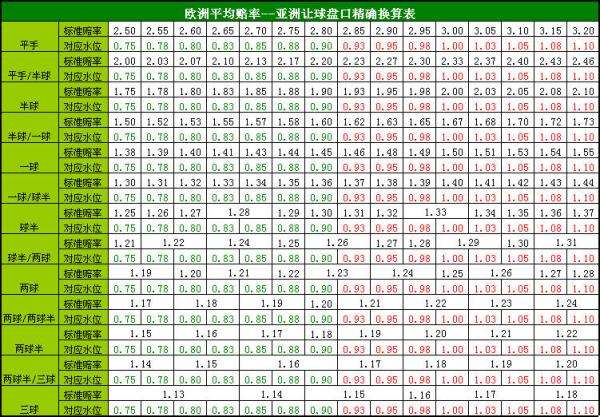 欧洲平均赔率--亚洲让球盘口精确换算表
平手 标准赔率 2.50 2.55 2.60 2.65 2.70 2.75 2.80 2.85 2.90 2.95 3.00 3.05 3.10 3.15 3.20
对应水位 0.75 0.78 0.80 0.83 0.85 0.88 0.90 0.93 0.95 0.98 1.00 1.03 1.05 1.08 1.10
平手/半球 标准赔率 2.00 2.03 2.07 2.10 2.13 2.17 2.20 2.23 2.27 2.30 2.33 2.37 2.40 2.43 2.46
对应水位 0.75 0.78 0.80 0.83 0.85 0.88 0.90 0.93 0.95 0.98 1.00 1.03 1.05 1.08 1.10
半球 标准赔率 1.75 1.78 1.80 1.83 1.85 1.88 1.90 1.93 1.95 1.98 2.00 2.03 2.05 2.08 2.10
对应水位 0.75 0.78 0.80 0.83 0.85 0.88 0.90 0.93 0.95 0.98 1.00 1.03 1.05 1.08 1.10
半球/一球 标准赔率 1.50 1.52 1.53 1.55 1.57 1.58 1.60 1.62 1.63 1.65 1.67 1.68 1.70 1.72 1.73
对应水位 0.75 0.78 0.80 0.83 0.85 0.88 0.90 0.93 0.95 0.98 1.00 1.03 1.05 1.08 1.10
一球 标准赔率 1.38 1.39 1.40 1.41 1.43 1.44 1.45 1.46 1.48 1.49 1.50 1.51 1.53 1.54 1.55
对应水位 0.75 0.78 0.80 0.83 0.85 0.88 0.90 0.93 0.95 0.98 1.00 1.03 1.05 1.08 1.10
一球/球半 标准赔率 1.30 1.31 1.32 1.33 1.34 1.35 1.36 1.37 1.38 1.39 1.40 1.41 1.42 1.43 1.44
对应水位 0.75 0.78 0.80 0.83 0.85 0.88 0.90 0.93 0.95 0.98 1.00 1.03 1.05 1.08 1.10
球半 标准赔率 1.25 1.26 1.27 1.28 1.29 1.30 1.31 1.32 1.33 1.34 1.35 1.36 1.37
对应水位 0.75 0.78 0.80 0.83 0.85 0.88 0.90 0.93 0.95 0.98 1.00 1.03 1.05 1.08 1.10
球半/两球 标准赔率 1.21 1.22 1.24 1.25 1.26 1.27 1.28 1.29 1.30 1.31
对应水位 0.75 0.78 0.80 0.83 0.85 0.88 0.90 0.93 0.95 0.98 1.00 1.03 1.05 1.08 1.10
两球 标准赔率 1.19 1.20 1.21 1.22 1.23 1.24 1.25 1.26 1.27 1.28
对应水位 0.75 0.78 0.80 0.83 0.85 0.88 0.90 0.93 0.95 0.98 1.00 1.03 1.05 1.08 1.10
两球/两球半 标准赔率 1.17 1.18 1.19 1.20 1.21 1.22 1.23 1.24
对应水位 0.75 0.78 0.80 0.83 0.85 0.88 0.90 0.93 0.95 0.98 1.00 1.03 1.05 1.08 1.10
两球半 标准赔率 1.15 1.16 1.17 1.18 1.19 1.20 1.21 1.22
对应水位 0.75 0.78 0.80 0.83 0.85 0.88 0.90 0.93 0.95 0.98 1.00 1.03 1.05 1.08 1.10
两球半/三球 标准赔率 1.14 1.15 1.16 1.17 1.18 1.19 1.20
对应水位 0.75 0.78 0.80 0.83 0.85 0.88 0.90 0.93 0.95 0.98 1.00 1.03 1.05 1.08 1.10
三球 标准赔率 1.13 1.14 1.15 1.16 1.17 1.18
对应水位 0.75 0.78 0.80 0.83 0.85 0.88 0.90 0.93 0.95 0.98 1.00 1.03 1.05 1.08 1.10